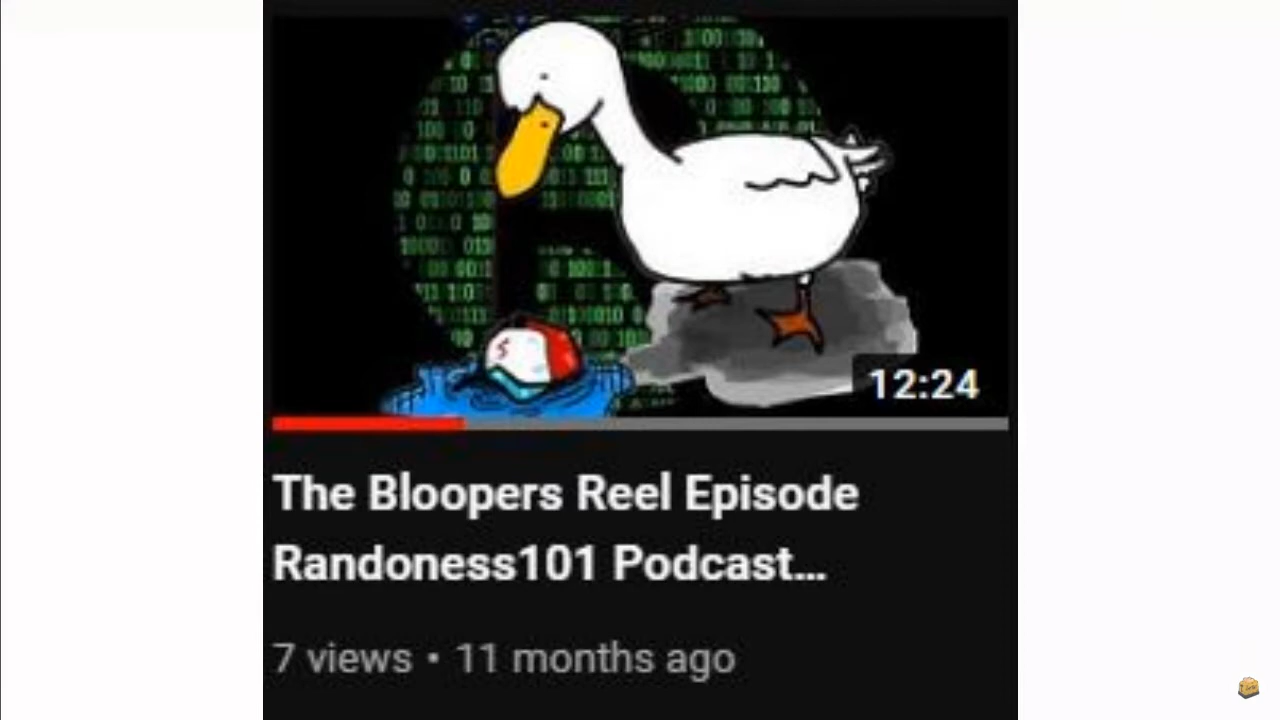 12:24
The Bloopers Reel Episode
Randoness101 Podcast...
7 views • 11 months ago